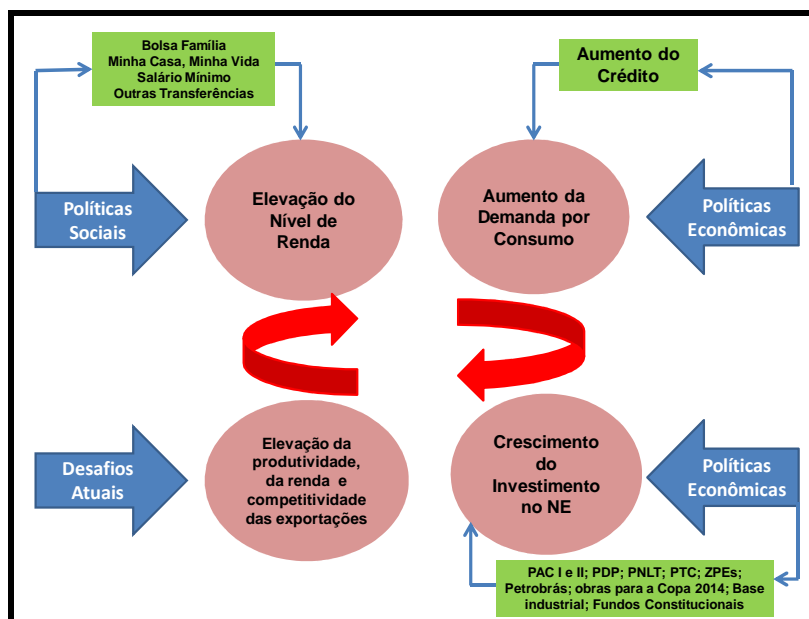 Bolsa Família
Minha Casa, Minha Vida
Salário Mínimo
Outras Transferências
Aumento do
Crédito
Políticas
Sociais
Elevação do
Nível de
Renda
Aumento da
Demanda por
Consumo
Políticas
Econômicas
Desafios
Atuais
Elevação da
produtividade,
da renda e
competitividade
das exportações
Crescimento
do
Investimento
no NE
Políticas
Econômicas
PAC I e II; PDP; PNLT; PTC; ZPEs;
Petrobrás; obras para a Copa 2014; Base
industrial; Fundos Constitucionais